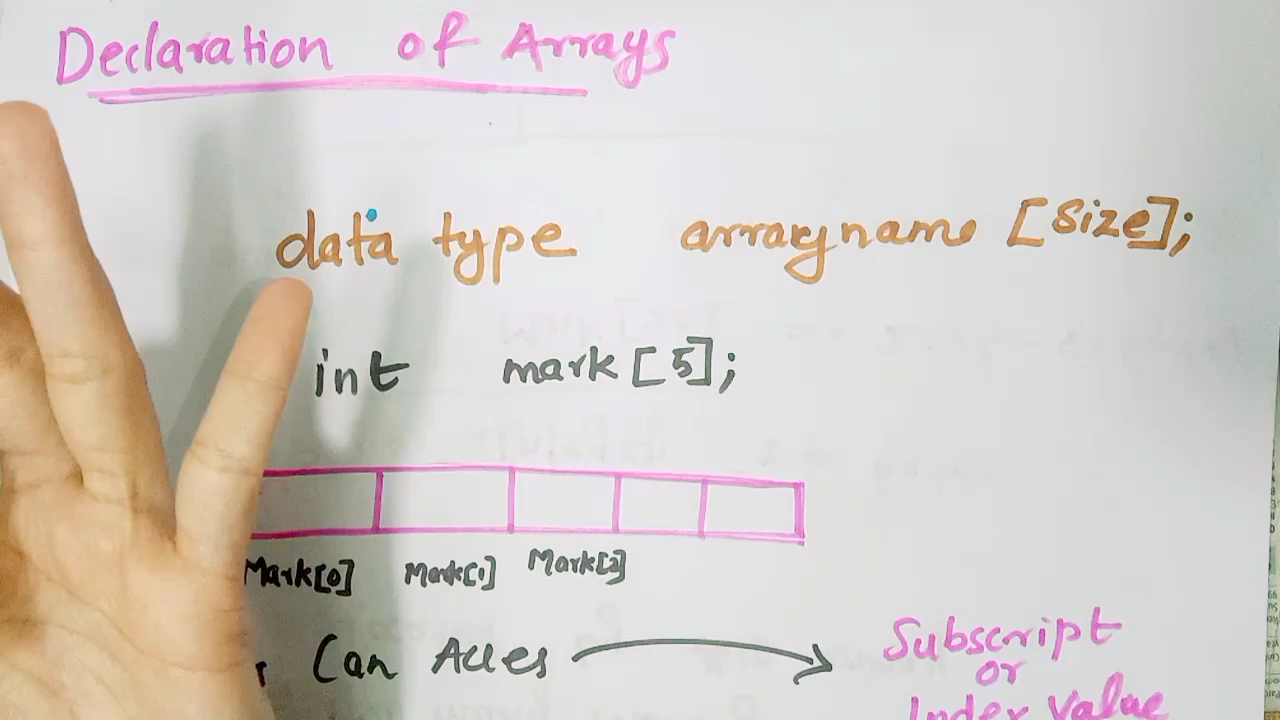 Declaration of Arrays
data type arrayname [Size];
int mark [5];
Mark[0] Mark[1] Mark[2]
Can Acces
Subscript
or
Index Value